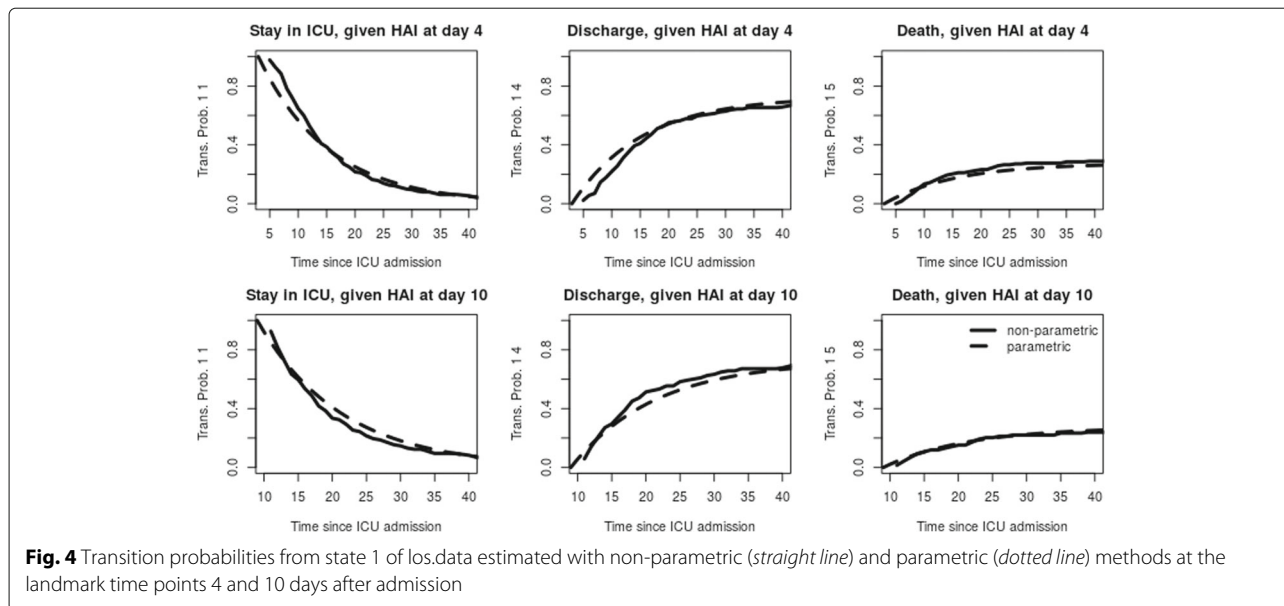 Stay in ICU, given HAI at day 4
Trans. Prob. 1 1
0.0 0.4 0.8
5 10 15 20 25 30 35 40
Time since ICU admission
Discharge, given HAI at day 4
Trans. Prob. 1 4
0.0 0.4 0.8
5 10 15 20 25 30 35 40
Time since ICU admission
Death, given HAI at day 4
Trans. Prob. 1 5
0.0 0.4 0.8
5 10 15 20 25 30 35 40
Time since ICU admission
Stay in ICU, given HAI at day 10
Trans. Prob. 1 1
0.0 0.4 0.8
10 15 20 25 30 35 40
Time since ICU admission
Discharge, given HAI at day 10
Trans. Prob. 1 4
0.0 0.4 0.8
10 15 20 25 30 35 40
Time since ICU admission
Death, given HAI at day 10
Trans. Prob. 1 5
0.0 0.4 0.8
non-parametric
parametric
10 15 20 25 30 35 40
Time since ICU admission
Fig. 4 Transition probabilities from state 1 of los.data estimated with non-parametric (straight line) and parametric (dotted line) methods at the
landmark time points 4 and 10 days after admission